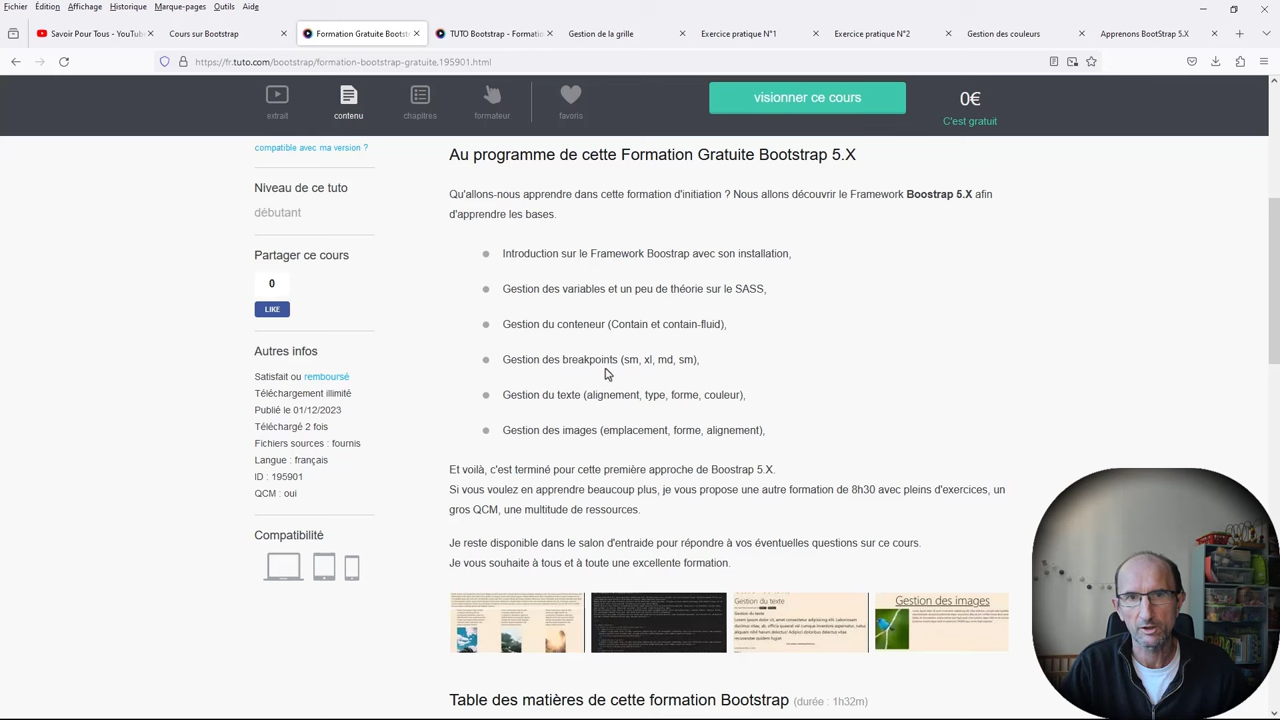 Fichier Édition Affichage Historique Marque-pages Outils Aide
Savoir Pour Tous - YouTube
Cours sur Bootstrap
Formation Gratuite Bootst
TUTO Bootstrap - Formation
Gestion de la grille
Exercice pratique N°1
Exercice pratique N°2
Gestion des couleurs
Apprenons BootStrap 5.X
https://fr.tuto.com/bootstrap/formation-bootstrap-gratuite,195901.html
extrait
contenu
chapitres
formateur
favoris
visionner ce cours
0€
C'est gratuit
compatible avec ma version ?
Niveau de ce tuto
débutant
Partager ce cours
0
LIKE
Autres infos
Satisfait ou remboursé
Téléchargement illimité
Publié le 01/12/2023
Téléchargé 2 fois
Fichiers sources : fournis
Langue : français
ID : 195901
QCM : oui
Compatibilité
Au programme de cette Formation Gratuite Bootstrap 5.X
Qu'allons-nous apprendre dans cette formation d'initiation ? Nous allons découvrir le Framework Boostrap 5.X afin
d'apprendre les bases.
Introduction sur le Framework Boostrap avec son installation,
Gestion des variables et un peu de théorie sur le SASS,
Gestion du conteneur (Contain et contain-fluid),
Gestion des breakpoints (sm, xl, md, sm),
Gestion du texte (alignement, type, forme, couleur),
Gestion des images (emplacement, forme, alignement),
Et voilà, c'est terminé pour cette première approche de Boostrap 5.X.
Si vous voulez en apprendre beaucoup plus, je vous propose une autre formation de 8h30 avec pleins d'exercices, un
gros QCM, une multitude de ressources.
Je reste disponible dans le salon d'entraide pour répondre à vos éventuelles questions sur ce cours.
Je vous souhaite à tous et à toute une excellente formation.
Gestion du texte
Gestion du texte
Gestion des images
Table des matières de cette formation Bootstrap (durée : 1h32m)